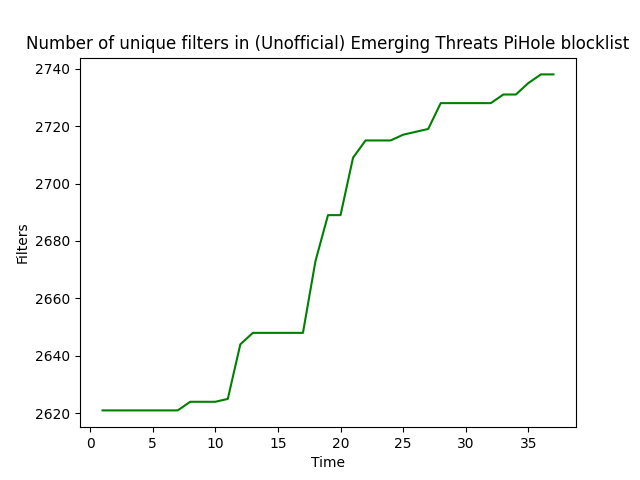 Number of unique filters in (Unofficial) Emerging Threats PiHole blocklist
2740
2720
2700
2680
2660
2640
2620
Filters
0 5 10 15 20 25 30 35
Time